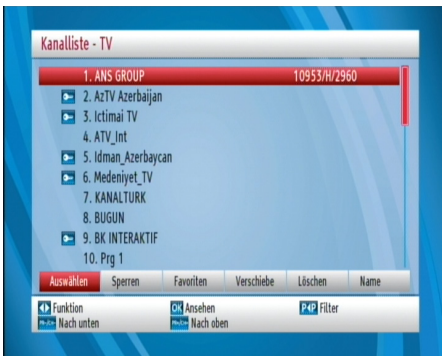 Kanalliste - TV
1. ANS GROUP 10953/H/2960
2. AzTV Azerbaijan
3. Ictimai TV
4. ATV_Int
5. Idman_Azerbaycan
6. Medeniyet_TV
7. KANALTURK
8. BUGUN
9. BK INTERAKTIF
10. Prg 1
Auswählen Sperren Favoriten Verschiebe Löschen Name
Funktion OK Ansehen P◄P Filter
Nach unten Nach oben